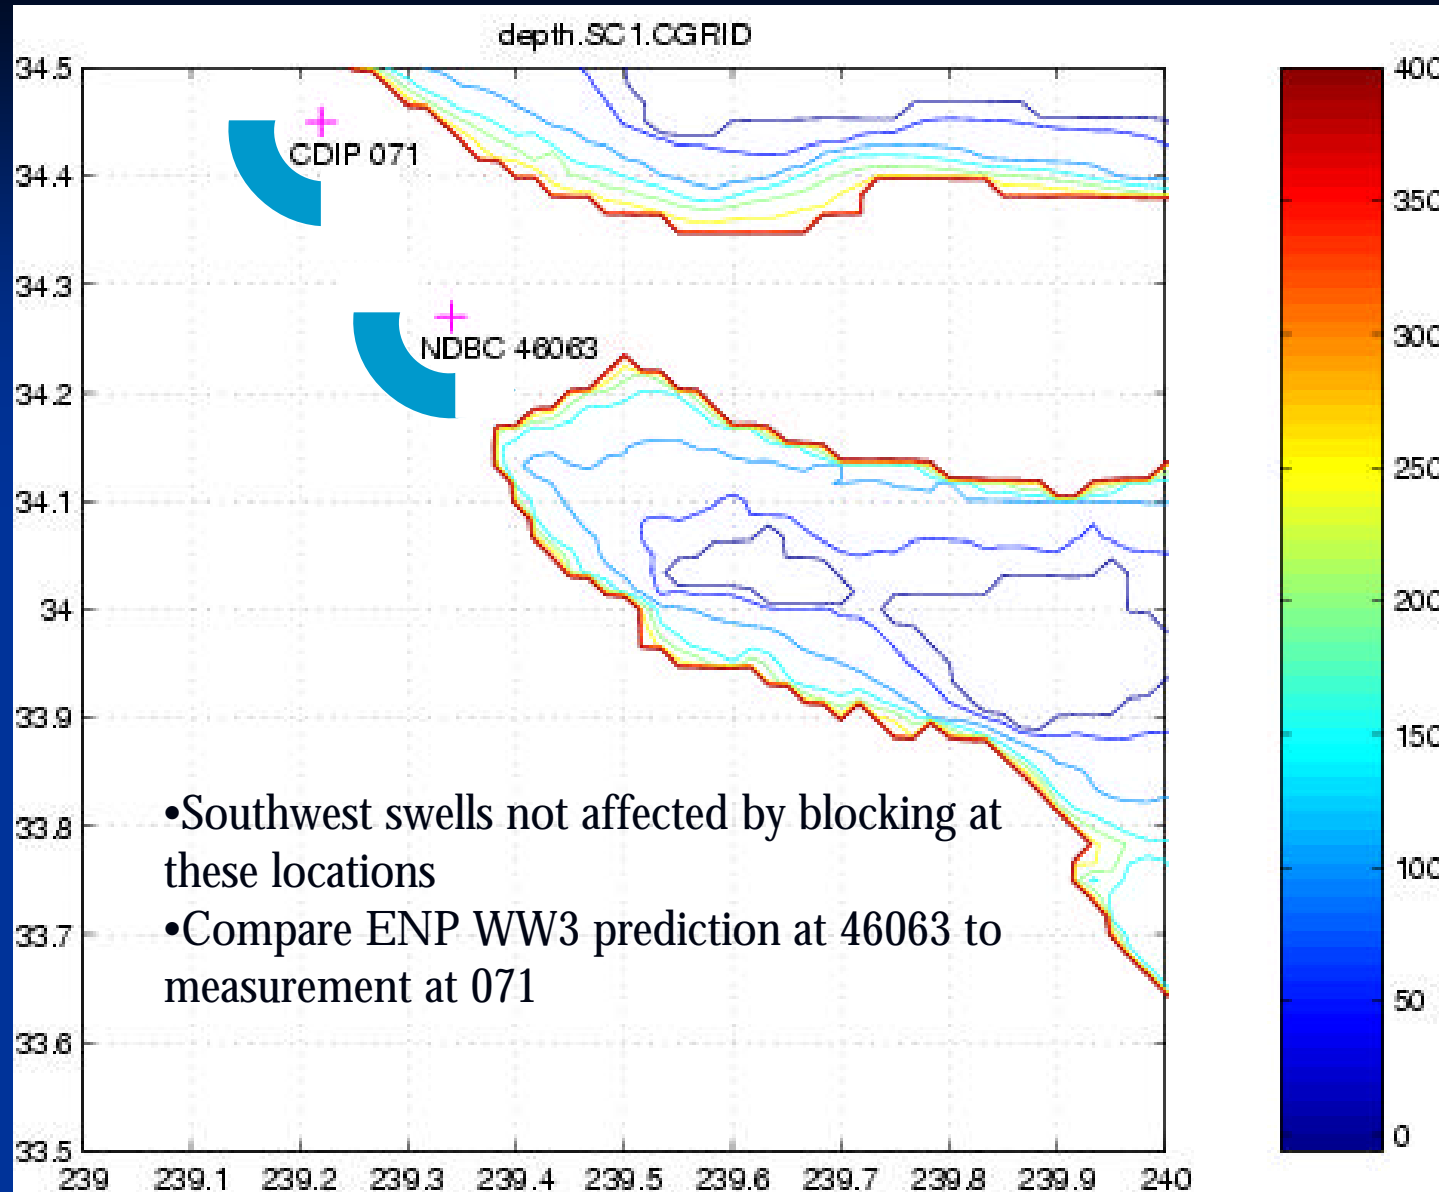 depth.SC1.CGRID
34.5
34.4
34.3
34.2
34.1
34
33.9
33.8
33.7
33.6
33.5
239 239.1 239.2 239.3 239.4 239.5 239.6 239.7 239.8 239.9 240
CDIP 071
NDBC 46063
•Southwest swells not affected by blocking at
these locations
•Compare ENP WW3 prediction at 46063 to
measurement at 071
400
350
300
250
200
150
100
50
0